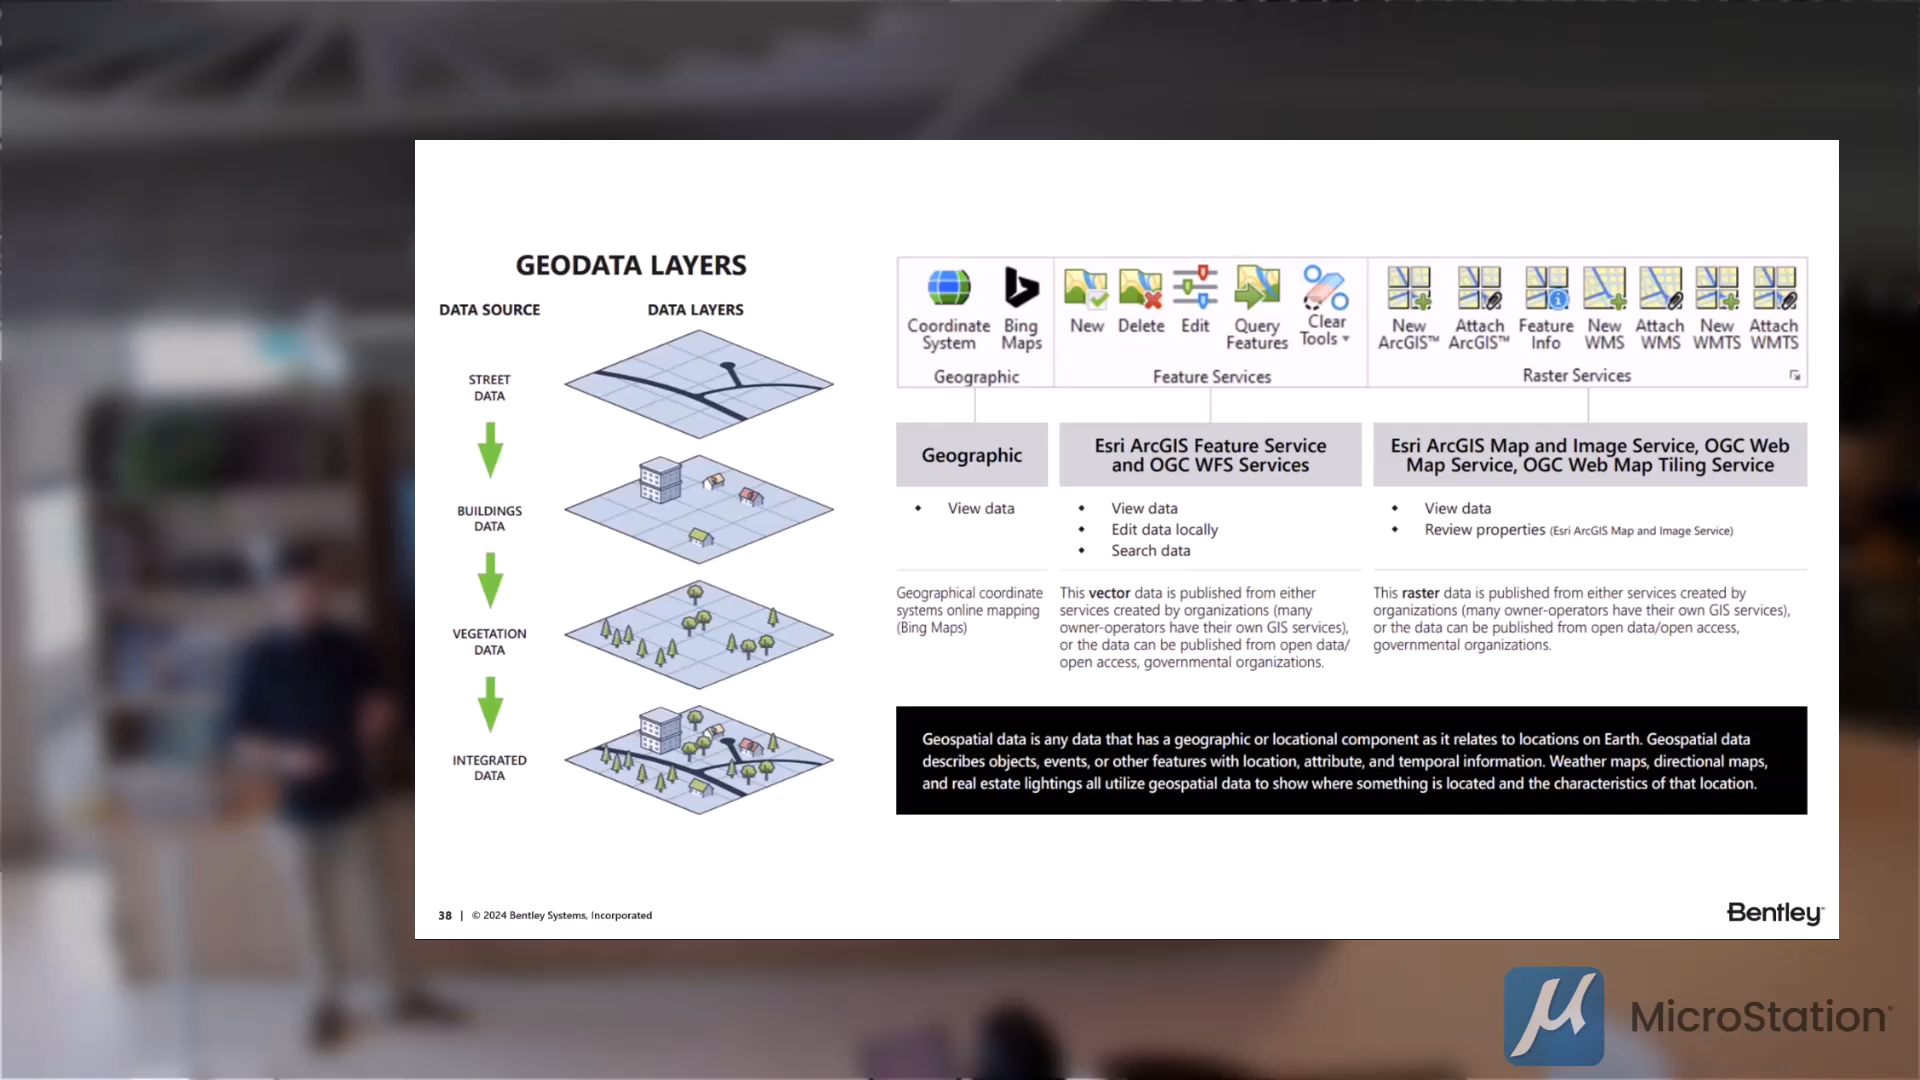 GEODATA LAYERS
DATA SOURCE
DATA LAYERS
STREET
DATA
BUILDINGS
DATA
VEGETATION
DATA
INTEGRATED
DATA
Coordinate
System
Bing
Maps
Geographic
New
Delete
Edit
Query
Features
Clear
Tools
Feature Services
New
ArcGIS™
Attach
ArcGIS™
Feature
Info
New
WMS
Attach
WMS
New
WMTS
Attach
WMTS
Raster Services
Geographic
• View data
Geographical coordinate
systems online mapping
(Bing Maps)
Esri ArcGIS Feature Service
and OGC WFS Services
• View data
• Edit data locally
• Search data
This vector data is published from either
services created by organizations (many
owner-operators have their own GIS services),
or the data can be published from open data/
open access, governmental organizations.
Esri ArcGIS Map and Image Service, OGC Web
Map Service, OGC Web Map Tiling Service
• View data
• Review properties (Esri ArcGIS Map and Image Service)
This raster data is published from either services created by
organizations (many owner-operators have their own GIS services),
or the data can be published from open data/open access,
governmental organizations.
Geospatial data is any data that has a geographic or locational component as it relates to locations on Earth. Geospatial data
describes objects, events, or other features with location, attribute, and temporal information. Weather maps, directional maps,
and real estate lightings all utilize geospatial data to show where something is located and the characteristics of that location.
38 | © 2024 Bentley Systems, Incorporated
Bentley
MicroStation